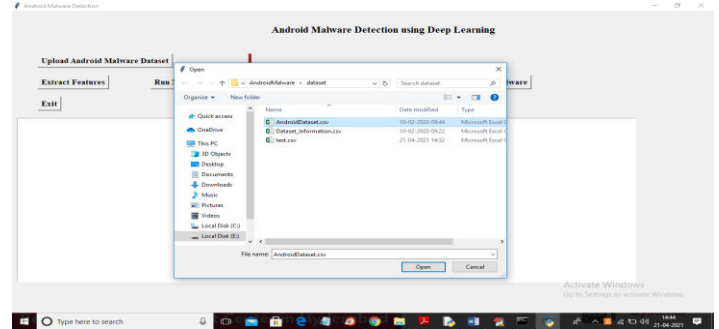 Android Malware Detection
Android Malware Detection using Deep Learning
Upload Android Malware Dataset
Extract Features
Run
ware
Exit
Open
AndroidMalware › dataset
Search dataset
Organize
New folder
Name
Date modified
Type
Quick access
OneDrive
This PC
3D Objects
Desktop
Documents
Downloads
Music
Pictures
Videos
Local Disk (C:)
Local Disk (E:)
AndroidDataset.csv
10-02-2020 09:44
Microsoft Excel C
Dataset_information.csv
10-02-2020 09:22
Microsoft Excel C
test.csv
21-04-2021 14:32
Microsoft Excel C
File name:
AndroidDataset.csv
Open
Cancel
Activate Windows
Go to Settings to activate Windows.
Type here to search
14:44
21-04-2021